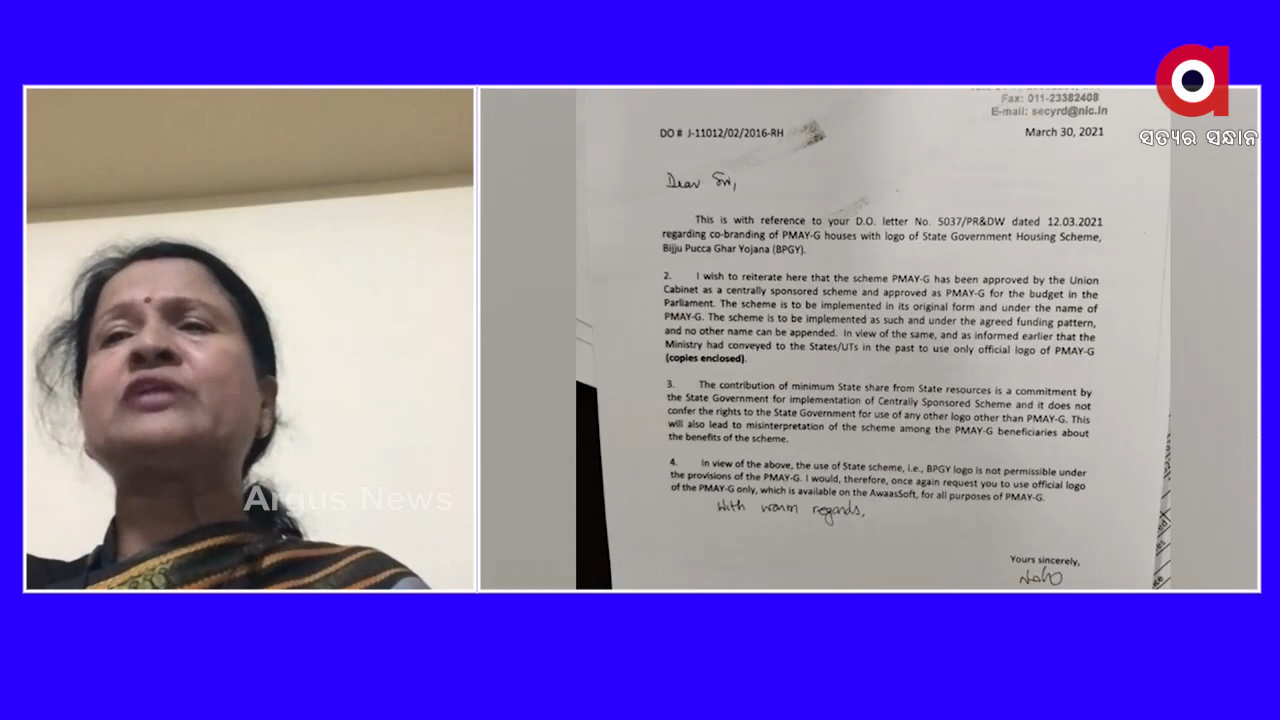 ସତ୍ୟର ସନ୍ଧାନ
Argus News
Fax: 011-23382408
E-mail: secyrd@nic.in
DO # J-11012/02/2016-RH
March 30, 2021
Dear Sri,
This is with reference to your D.O. letter No. 5037/PR&DW dated 12.03.2021
regarding co-branding of PMAY-G houses with logo of State Government Housing Scheme,
Bijju Pucca Ghar Yojana (BPGY).
2. I wish to reiterate here that the scheme PMAY-G has been approved by the Union
Cabinet as a centrally sponsored scheme and approved as PMAY-G for the budget in the
Parliament. The scheme is to be implemented in its original form and under the name of
PMAY-G. The scheme is to be implemented as such and under the agreed funding pattern,
and no other name can be appended. In view of the same, and as informed earlier that the
Ministry had conveyed to the States/UTs in the past to use only official logo of PMAY-G
(copies enclosed).
3. The contribution of minimum State share from State resources is a commitment by
the State Government for implementation of Centrally Sponsored Scheme and it does not
confer the rights to the State Government for use of any other logo other than PMAY-G. This
will also lead to misinterpretation of the scheme among the PMAY-G beneficiaries about
the benefits of the scheme.
4. In view of the above, the use of State scheme, i.e., BPGY logo is not permissible under
the provisions of the PMAY-G. I would, therefore, once again request you to use official logo
of the PMAY-G only, which is available on the AwaasSoft, for all purposes of PMAY-G.
With warm regards,
Yours sincerely,